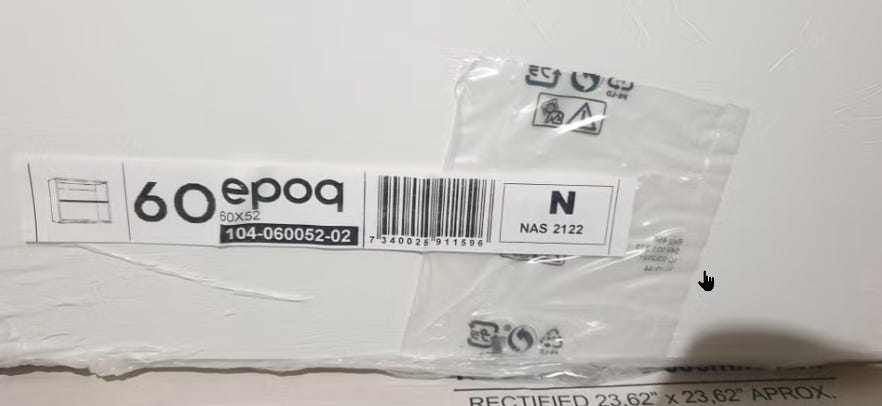 60 epoq
60X52
104-060052-02
7 340025 911596
N
NAS 2122
RECTIFIED 23,62" x 23,62" APROX.